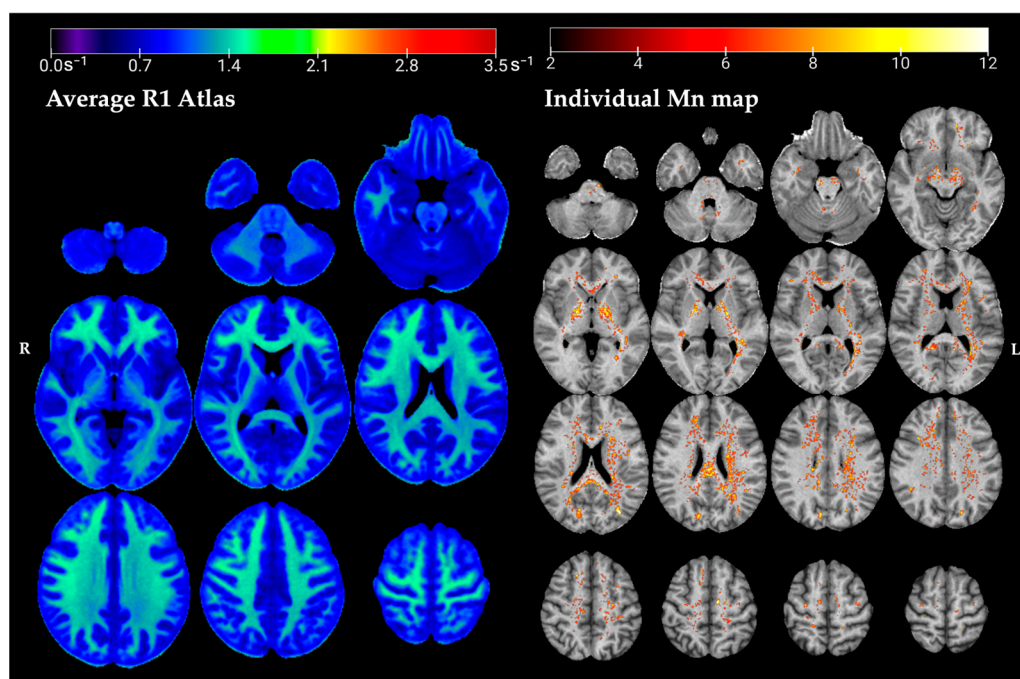 0.0s⁻¹ 0.7 1.4 2.1 2.8 3.5 s⁻¹
Average R1 Atlas
2 4 6 8 10 12
Individual Mn map
R
L